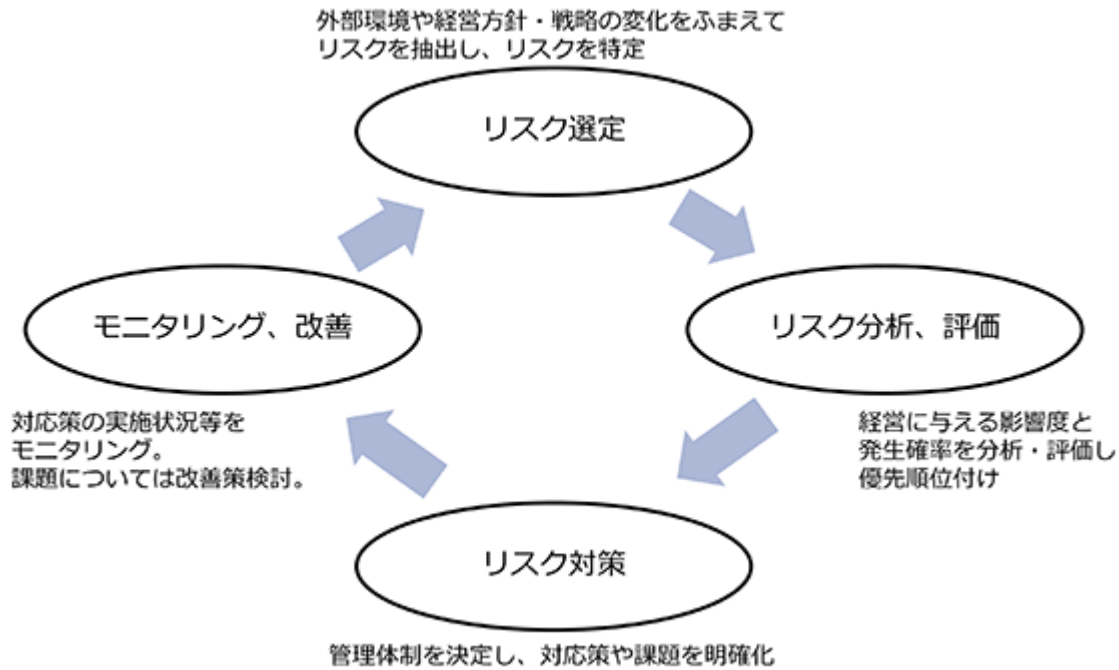 外部環境や経営方針・戦略の変化をふまえて
リスクを抽出し、リスクを特定
リスク選定
モニタリング、改善
リスク分析、評価
対応策の実施状況等を
モニタリング。
課題については改善策検討。
経営に与える影響度と
発生確率を分析・評価し
優先順位付け
リスク対策
管理体制を決定し、対応策や課題を明確化